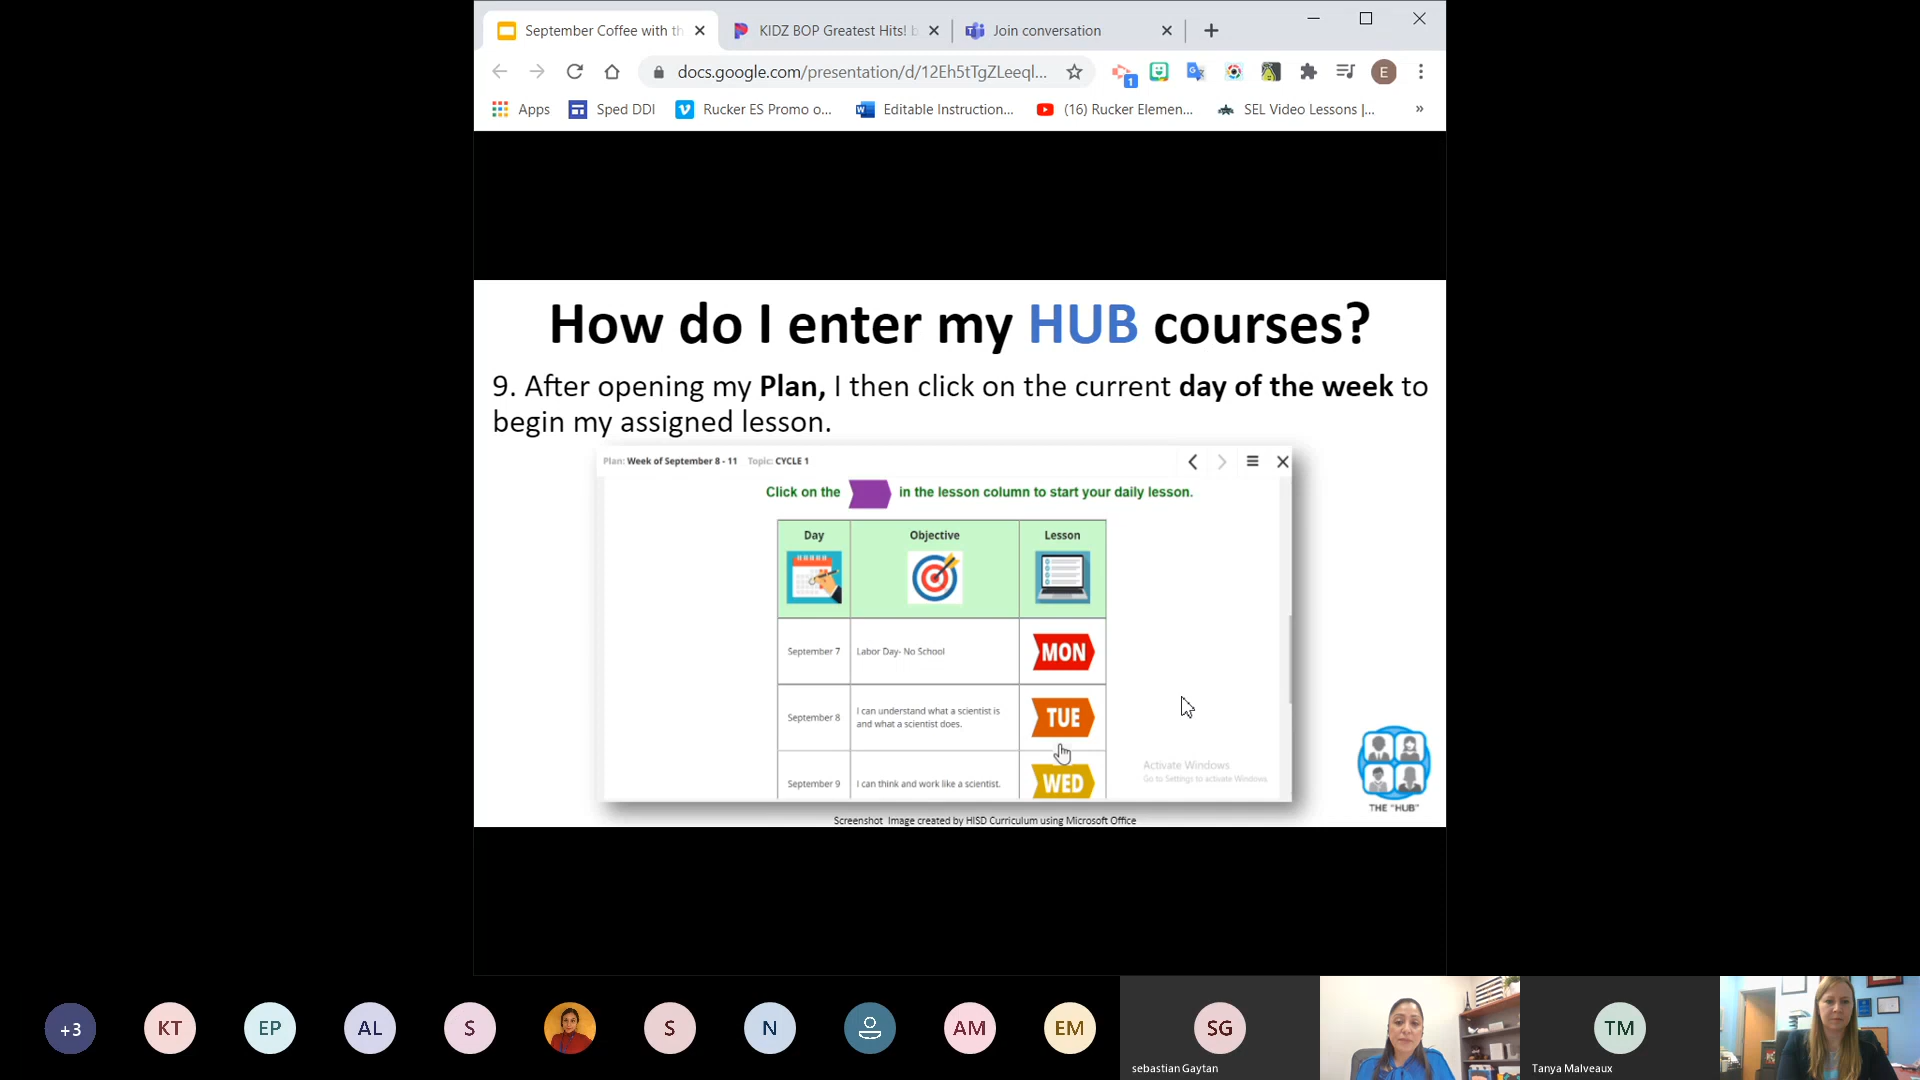 September Coffee with th
KIDZ BOP Greatest Hits! b
Join conversation
docs.google.com/presentation/d/12Eh5tTgZLeeql...
1
E
Apps
Sped DDI
Rucker ES Promo o...
Editable Instruction...
(16) Rucker Elemen...
SEL Video Lessons |...
»
How do I enter my HUB courses?
9. After opening my Plan, I then click on the current day of the week to
begin my assigned lesson.
Plan: Week of September 8 - 11 Topic: CYCLE 1
Click on the in the lesson column to start your daily lesson.
Day Objective Lesson
September 7 Labor Day- No School MON
September 8 I can understand what a scientist is
and what a scientist does. TUE
September 9 I can think and work like a scientist. WED
Activate Windows
Go to Settings to activate Windows
THE "HUB"
Screenshot Image created by HISD Curriculum using Microsoft Office
+3 KT EP AL S S N AM EM SG TM
sebastian Gaytan
Tanya Malveaux